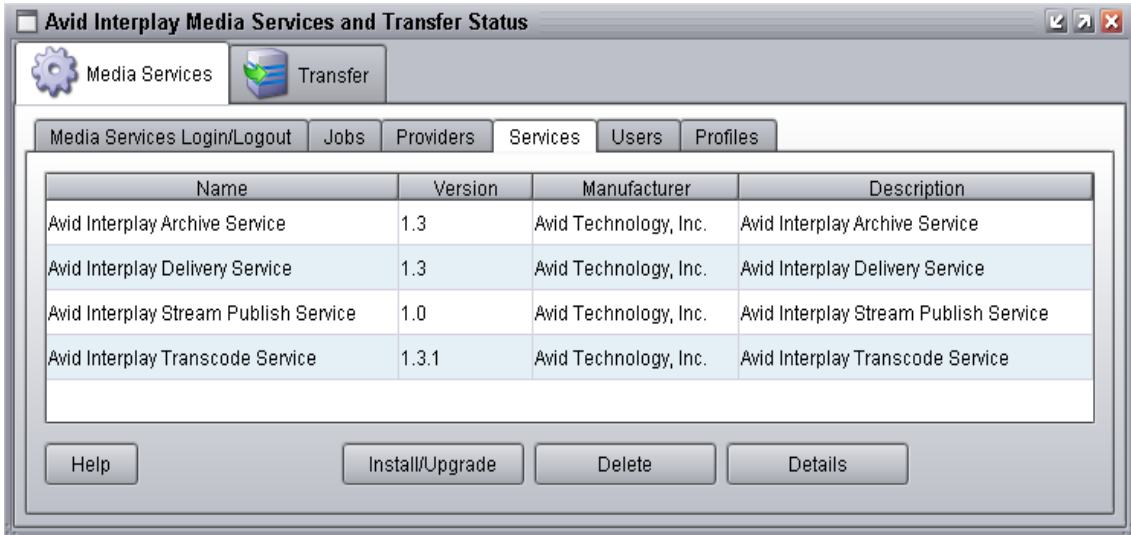 Avid Interplay Media Services and Transfer Status
Media Services Transfer
Media Services Login/Logout Jobs Providers Services Users Profiles
Name Version Manufacturer Description
Avid Interplay Archive Service 1.3 Avid Technology, Inc. Avid Interplay Archive Service
Avid Interplay Delivery Service 1.3 Avid Technology, Inc. Avid Interplay Delivery Service
Avid Interplay Stream Publish Service 1.0 Avid Technology, Inc. Avid Interplay Stream Publish Service
Avid Interplay Transcode Service 1.3.1 Avid Technology, Inc. Avid Interplay Transcode Service
Help Install/Upgrade Delete Details